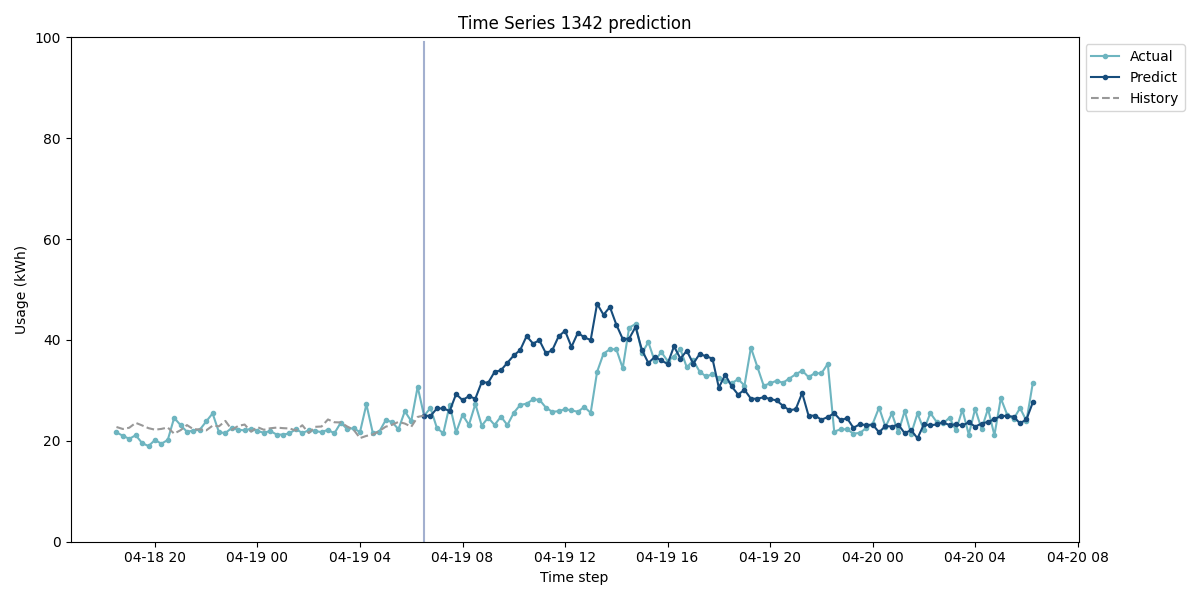 Time Series 1342 prediction
100
80
60
40
20
0
Usage (kWh)
04-18 20
04-19 00
04-19 04
04-19 08
04-19 12
04-19 16
04-19 20
04-20 00
04-20 04
04-20 08
Time step
Actual
Predict
History